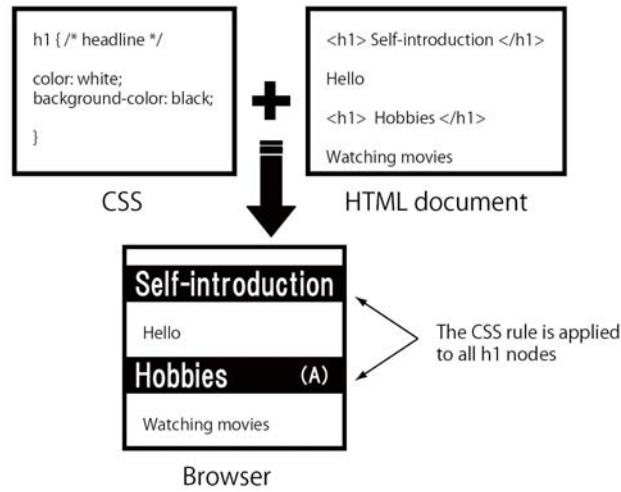 h1 { /* headline */
color: white;
background-color: black;
}
CSS
<h1> Self-introduction </h1>
Hello
<h1> Hobbies </h1>
Watching movies
HTML document
Self-introduction
Hello
Hobbies (A)
Watching movies
Browser
The CSS rule is applied
to all h1 nodes